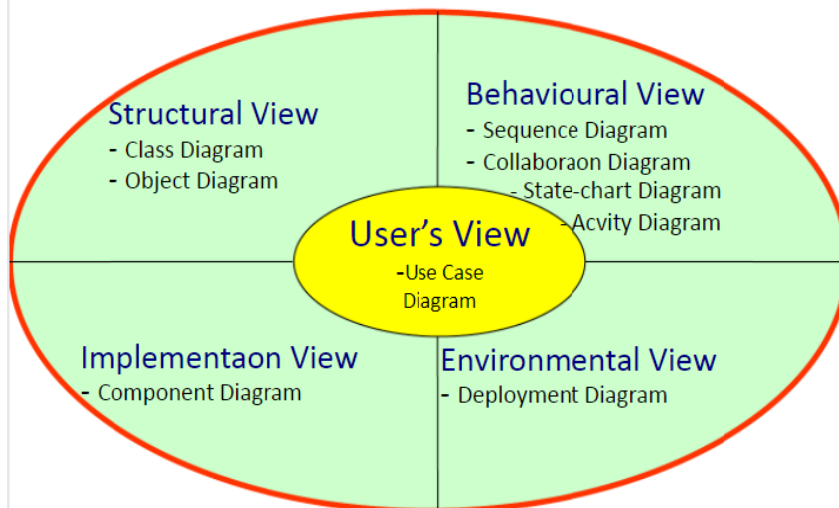 Structural View
- Class Diagram
- Object Diagram
Behavioural View
- Sequence Diagram
- Collaboraon Diagram
- State-chart Diagram
- Acvity Diagram
User's View
-Use Case
Diagram
Implementaon View
- Component Diagram
Environmental View
- Deployment Diagram